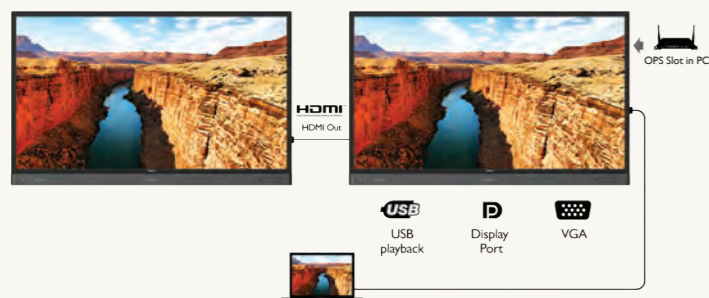 HDMI
HDMI Out
OPS Slot in PC
USB
USB
playback
D
Display
Port
VGA